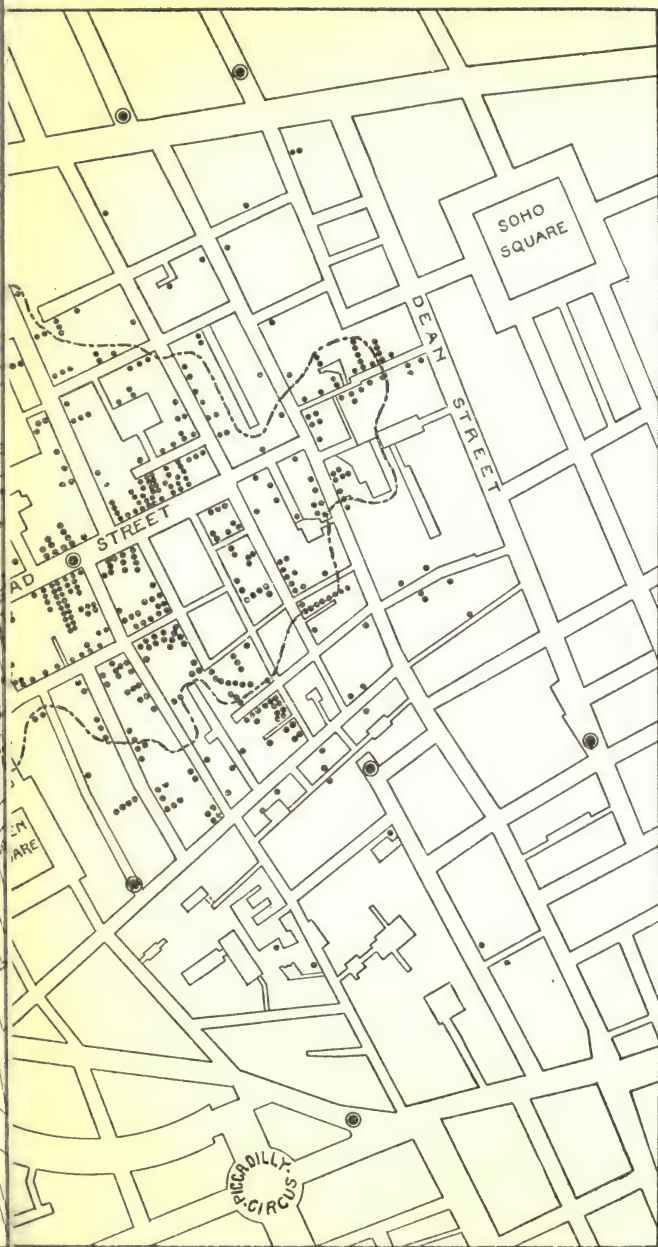 SOHO
SQUARE
DEAN STREET
AD STREET
EN
ARE
PICCADILLY
CIRCUS